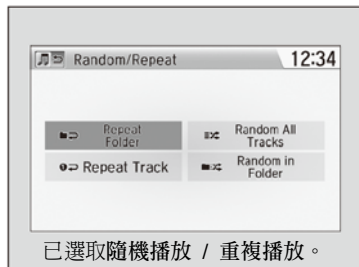 Random/Repeat
12:34
Repeat
Folder
Random All
Tracks
Repeat Track
Random in
Folder
已選取隨機播放 / 重複播放。